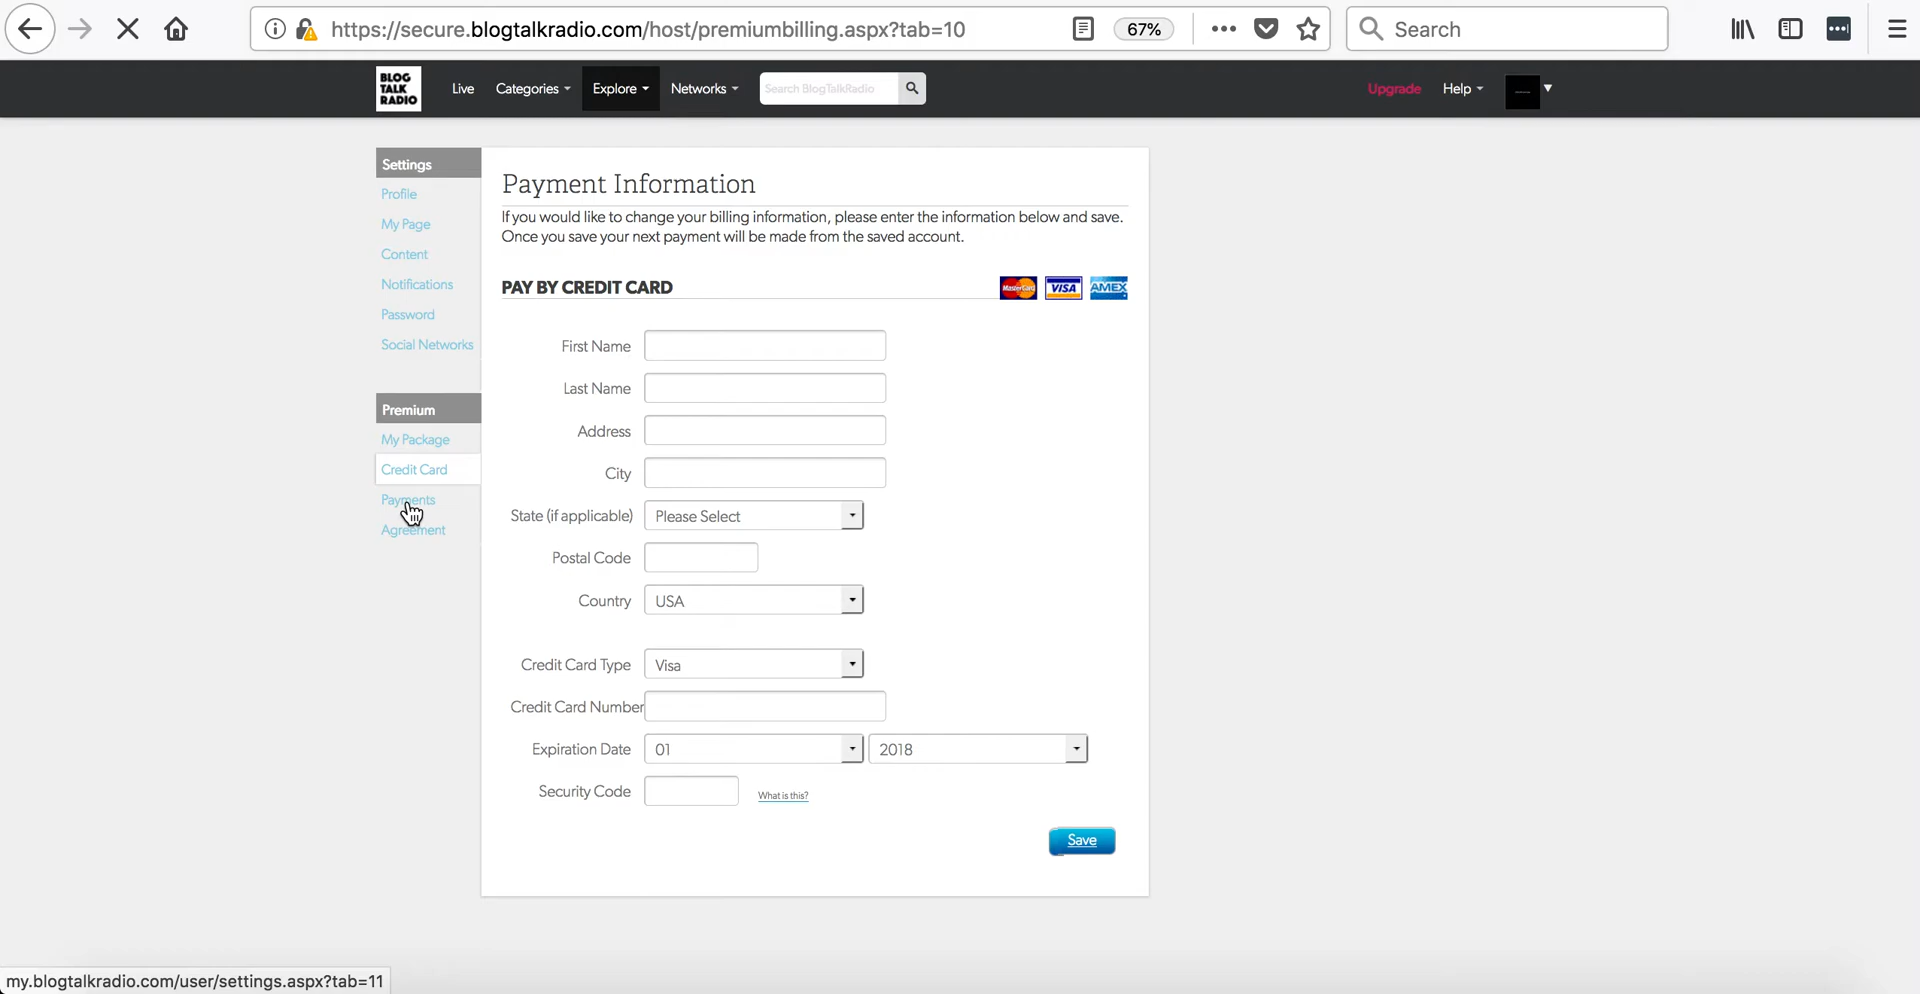 https://secure.blogtalkradio.com/host/premiumbilling.aspx?tab=10
67%
Search
BLOG
TALK
RADIO
Live
Categories
Explore
Networks
Search BlogTalkRadio
Upgrade
Help
Settings
Profile
My Page
Content
Notifications
Password
Social Networks
Premium
My Package
Credit Card
Payments
Agreement
Payment Information
If you would like to change your billing information, please enter the information below and save.
Once you save your next payment will be made from the saved account.
PAY BY CREDIT CARD
MasterCard
VISA
AMEX
First Name
Last Name
Address
City
State (if applicable)
Please Select
Postal Code
Country
USA
Credit Card Type
Visa
Credit Card Number
Expiration Date
01
2018
Security Code
What is this?
Save
my.blogtalkradio.com/user/settings.aspx?tab=11